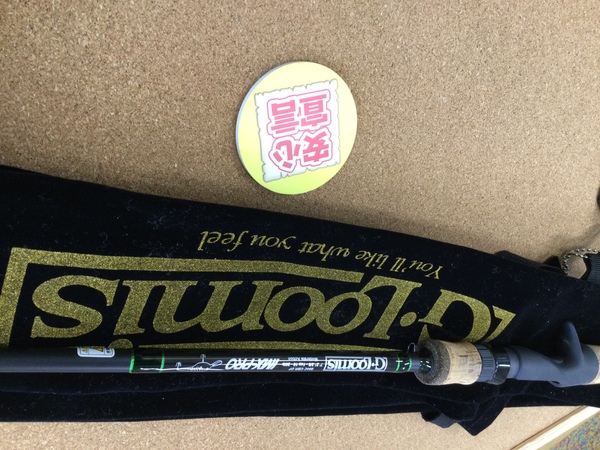 安心
宣言
G·Loomis
You'll like what you feel
G·Loomis
IMX-PRO